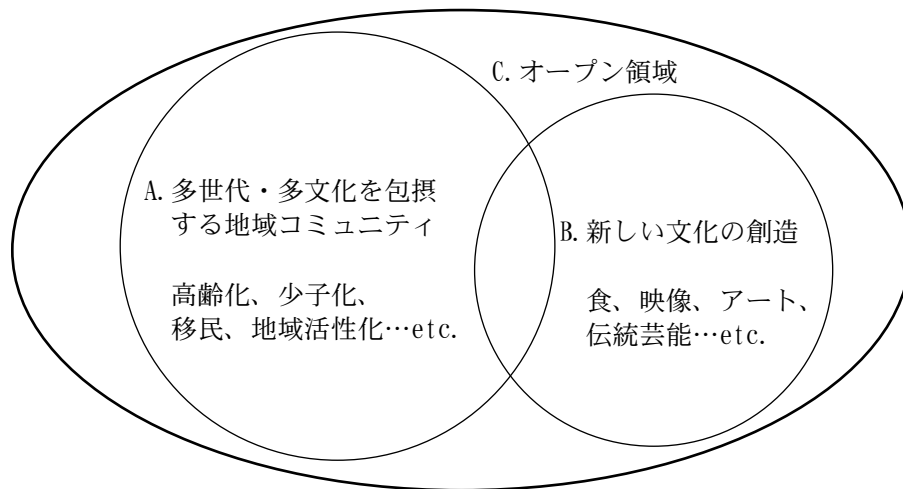 C.オープン領域
A.多世代・多文化を包摂
する地域コミュニティ
高齢化、少子化、
移民、地域活性化…etc.
B.新しい文化の創造
食、映像、アート、
伝統芸能…etc.